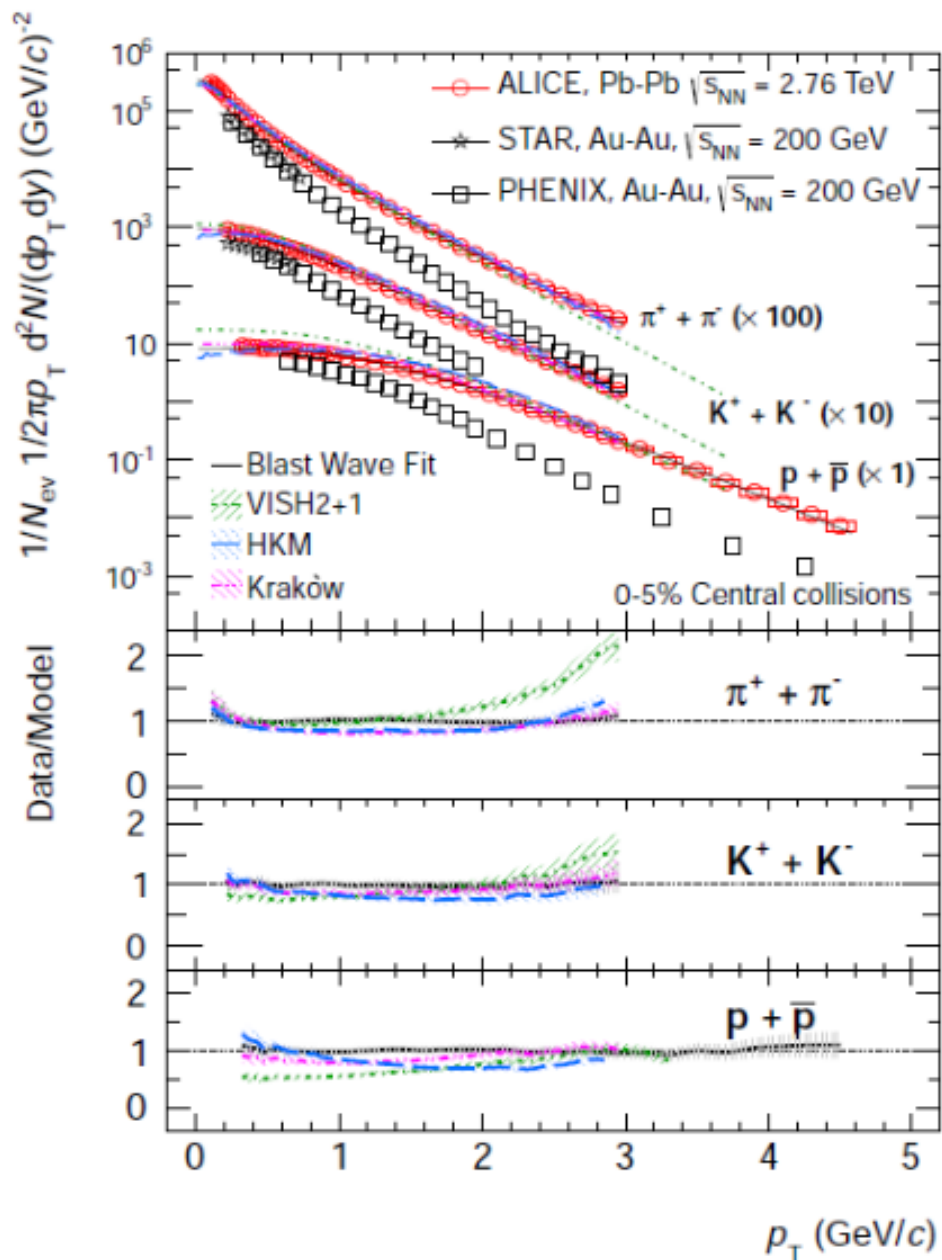 1/N_ev 1/2πp_T d²N/(dp_T dy) (GeV/c)⁻²
10⁶
10⁵
10³
10
10⁻¹
10⁻³
ALICE, Pb-Pb √s_NN = 2.76 TeV
STAR, Au-Au, √s_NN = 200 GeV
PHENIX, Au-Au, √s_NN = 200 GeV
π⁺ + π⁻ (× 100)
K⁺ + K⁻ (× 10)
p + p̅ (× 1)
Blast Wave Fit
VISH2+1
HKM
Kraków
0-5% Central collisions
Data/Model
2
1
0
π⁺ + π⁻
2
1
0
K⁺ + K⁻
2
1
0
p + p̅
0 1 2 3 4 5
p_T (GeV/c)